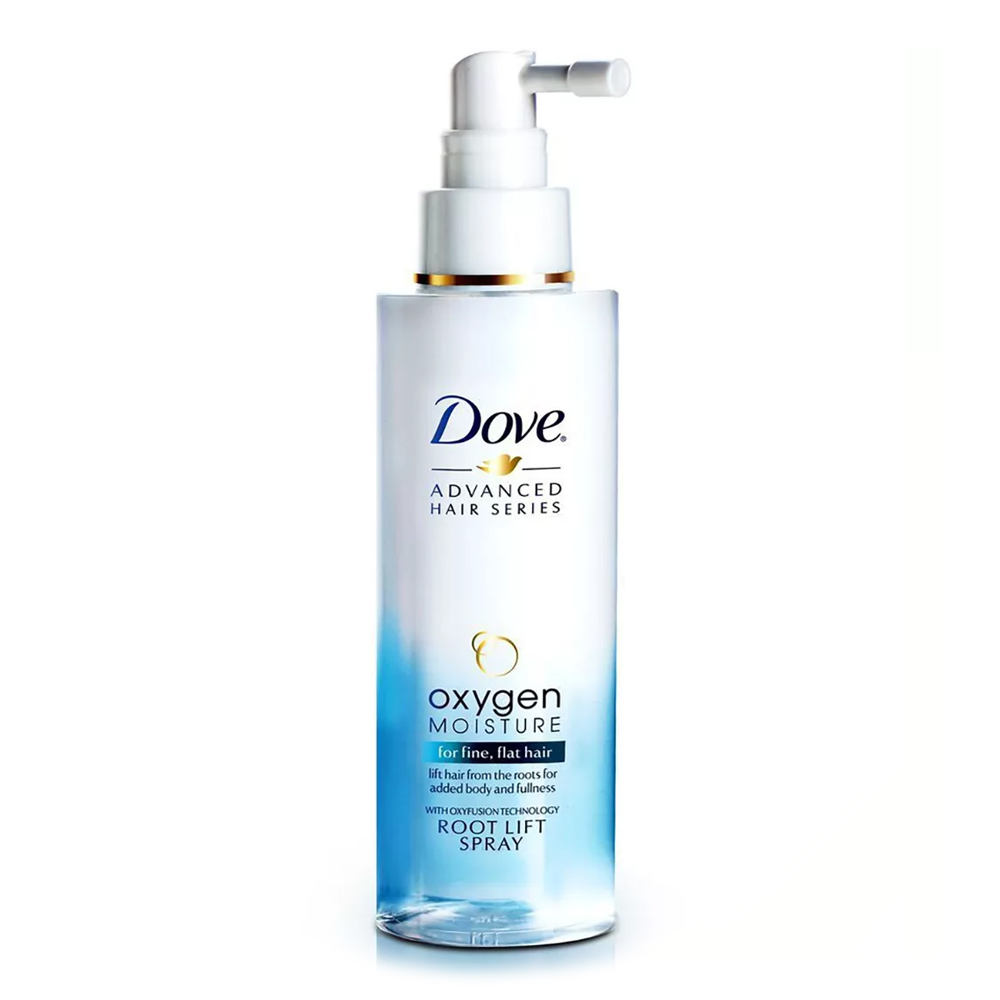 Dove®
ADVANCED
HAIR SERIES
oxygen
MOISTURE
for fine, flat hair
lift hair from the roots for
added body and fullness
WITH OXYFUSION TECHNOLOGY
ROOT LIFT
SPRAY